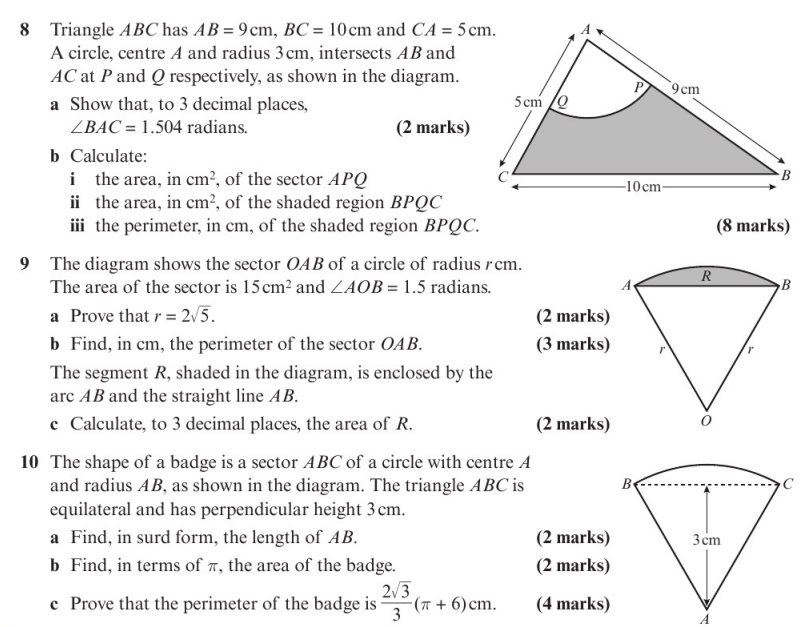 8 Triangle ABC has AB = 9 cm, BC = 10 cm and CA = 5 cm.
A circle, centre A and radius 3 cm, intersects AB and
AC at P and Q respectively, as shown in the diagram.
a Show that, to 3 decimal places,
∠BAC = 1.504 radians. (2 marks)
b Calculate:
i the area, in cm², of the sector APQ
ii the area, in cm², of the shaded region BPQC
iii the perimeter, in cm, of the shaded region BPQC. (8 marks)
A
P
9 cm
5 cm
Q
C
B
10 cm
9 The diagram shows the sector OAB of a circle of radius r cm.
The area of the sector is 15 cm² and ∠AOB = 1.5 radians.
a Prove that r = 2√5. (2 marks)
b Find, in cm, the perimeter of the sector OAB. (3 marks)
The segment R, shaded in the diagram, is enclosed by the
arc AB and the straight line AB.
c Calculate, to 3 decimal places, the area of R. (2 marks)
R
A
B
r
r
O
10 The shape of a badge is a sector ABC of a circle with centre A
and radius AB, as shown in the diagram. The triangle ABC is
equilateral and has perpendicular height 3 cm.
a Find, in surd form, the length of AB. (2 marks)
b Find, in terms of π, the area of the badge. (2 marks)
c Prove that the perimeter of the badge is 2√3/3 (π + 6) cm. (4 marks)
B
C
3 cm
A